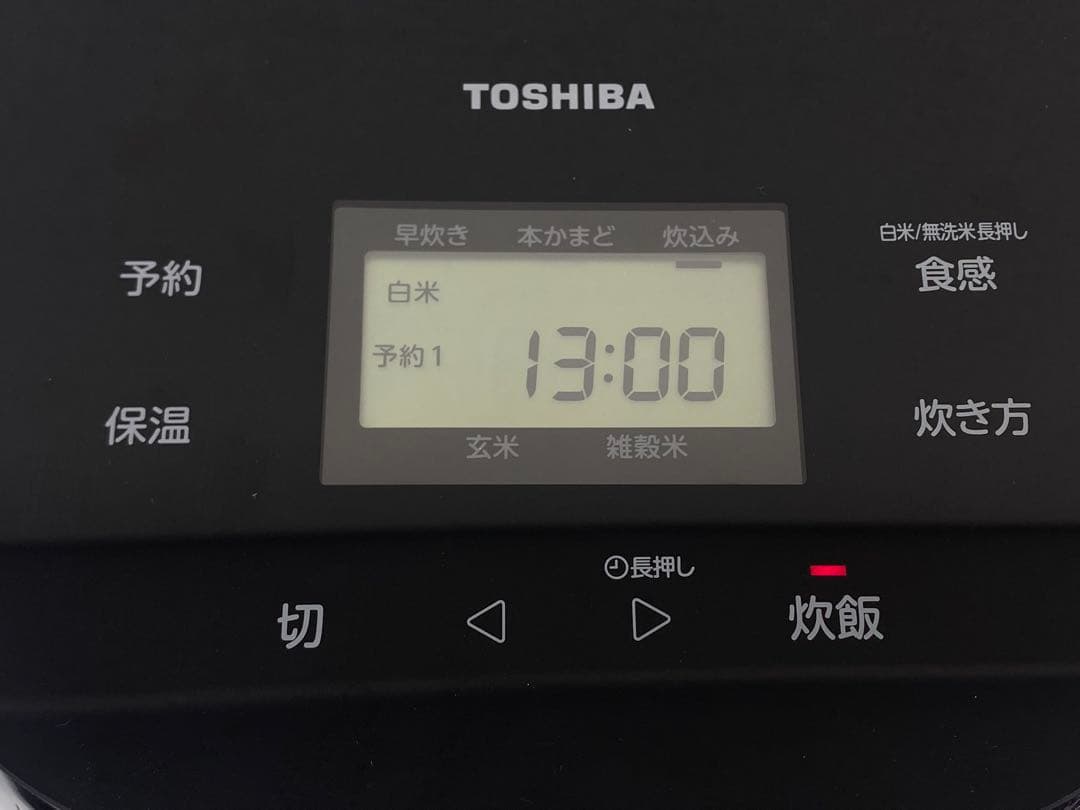 TOSHIBA
早炊き 本かまど 炊込み
白米/無洗米長押し
予約
食感
白米
予約1 13:00
保温
炊き方
玄米 雑穀米
長押し
切
炊飯